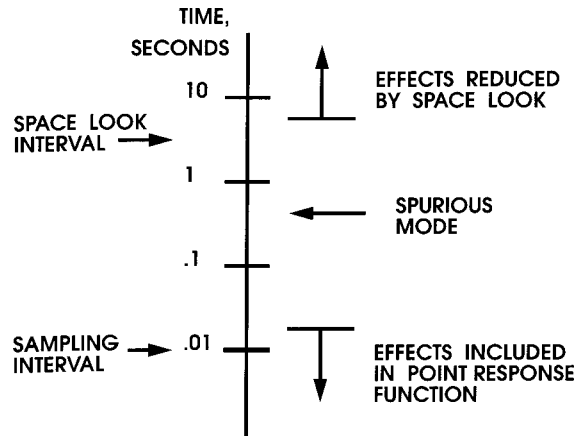 TIME,
SECONDS
10
EFFECTS REDUCED
BY SPACE LOOK
SPACE LOOK
INTERVAL
1
SPURIOUS
MODE
.1
SAMPLING
INTERVAL
.01
EFFECTS INCLUDED
IN POINT RESPONSE
FUNCTION